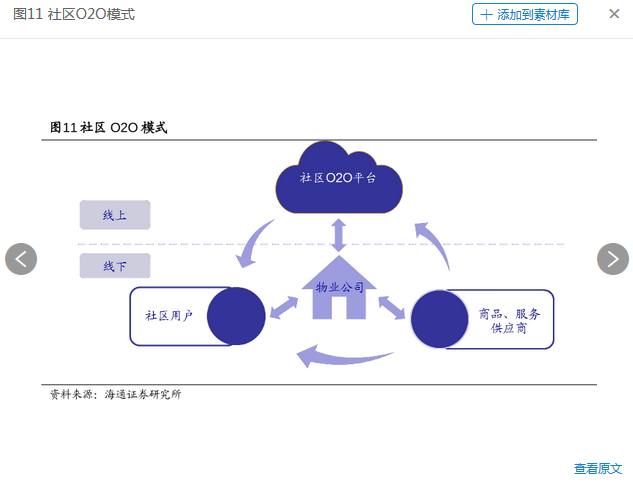 图11 社区O2O模式
添加到素材库
图11 社区 O2O 模式
社区O2O平台
线上
线下
物业公司
社区用户
商品、服务
供应商
资料来源：海通证券研究所
查看原文